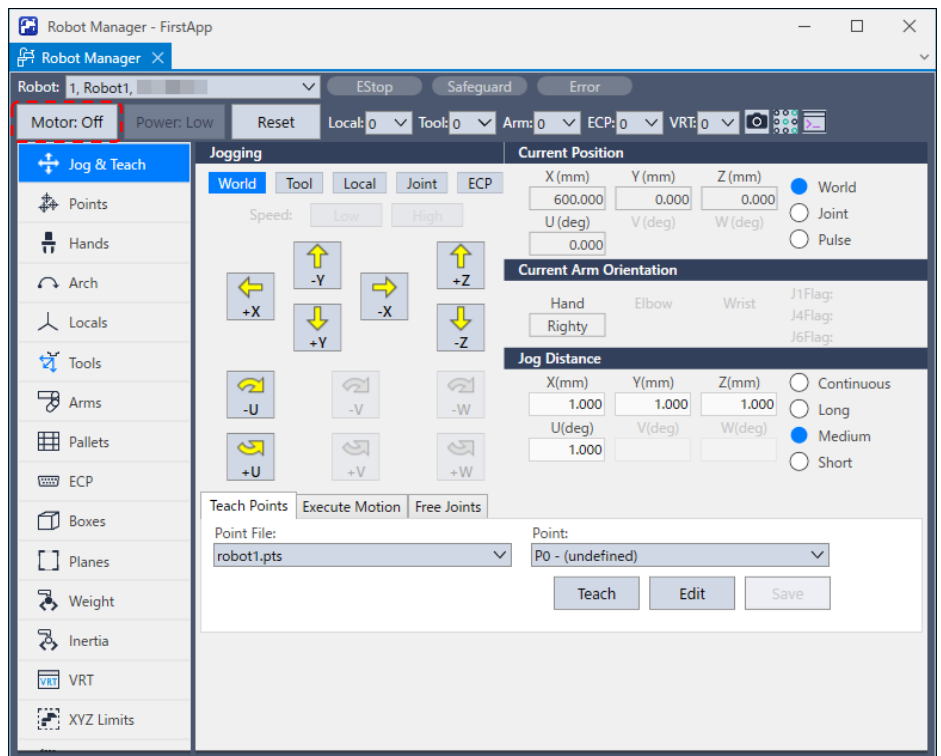 Robot Manager - FirstApp
Robot Manager
Robot: 1, Robot1, EStop Safeguard Error
Motor: Off Power: Low Reset Local: 0 Tool: 0 Arm: 0 ECP: 0 VRT: 0
Jog & Teach
Points
Hands
Arch
Locals
Tools
Arms
Pallets
ECP
Boxes
Planes
Weight
Inertia
VRT VRT
XYZ Limits
Jogging
World Tool Local Joint ECP
Speed: Low High
-Y +Z
+X -X
+Y -Z
-U -V -W
+U +V +W
Current Position
X (mm) Y (mm) Z (mm)
600.000 0.000 0.000
U (deg) V (deg) W (deg)
0.000
World
Joint
Pulse
Current Arm Orientation
Hand Elbow Wrist
Righty
J1Flag:
J4Flag:
J6Flag:
Jog Distance
X(mm) Y(mm) Z(mm)
1.000 1.000 1.000
U(deg) V(deg) W(deg)
1.000
Continuous
Long
Medium
Short
Teach Points Execute Motion Free Joints
Point File: Point:
robot1.pts P0 - (undefined)
Teach Edit Save